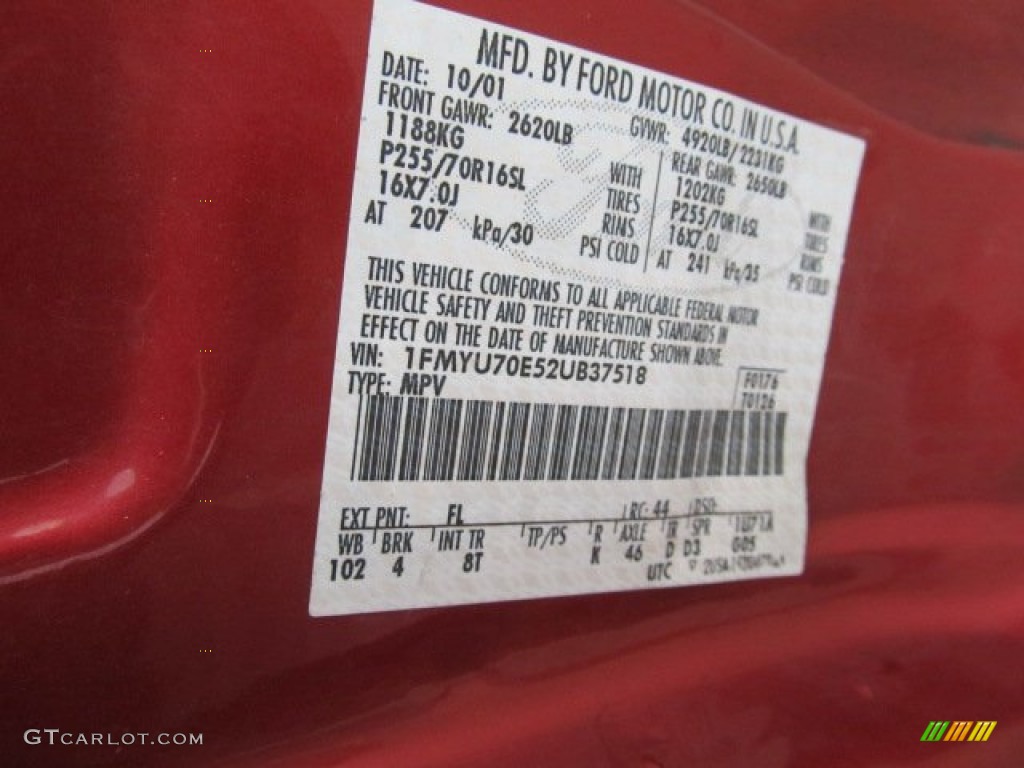 MFD. BY FORD MOTOR CO. IN U.S.A.
DATE: 10/01 GVWR: 4920LB/2231KG
FRONT GAWR: 2620LB REAR GAWR: 2650LB
1188KG WITH 1202KG WITH
P255/70R16SL TIRES P255/70R16SL TIRES
16X7.0J RIMS 16X7.0J RIMS
AT 207 kPa/30 PSI COLD AT 241 kPa/35 PSI COLD
THIS VEHICLE CONFORMS TO ALL APPLICABLE FEDERAL MOTOR
VEHICLE SAFETY AND THEFT PREVENTION STANDARDS IN
EFFECT ON THE DATE OF MANUFACTURE SHOWN ABOVE.
VIN: 1FMYU70E52UB37518 F0176
TYPE: MPV T0126
EXT PNT: FL RC: 44 DSO:
WB BRK INT TR TP/PS R AXLE TR SPR
102 4 8T K 46 D D3 G05
UTC
GTCARLOT.COM